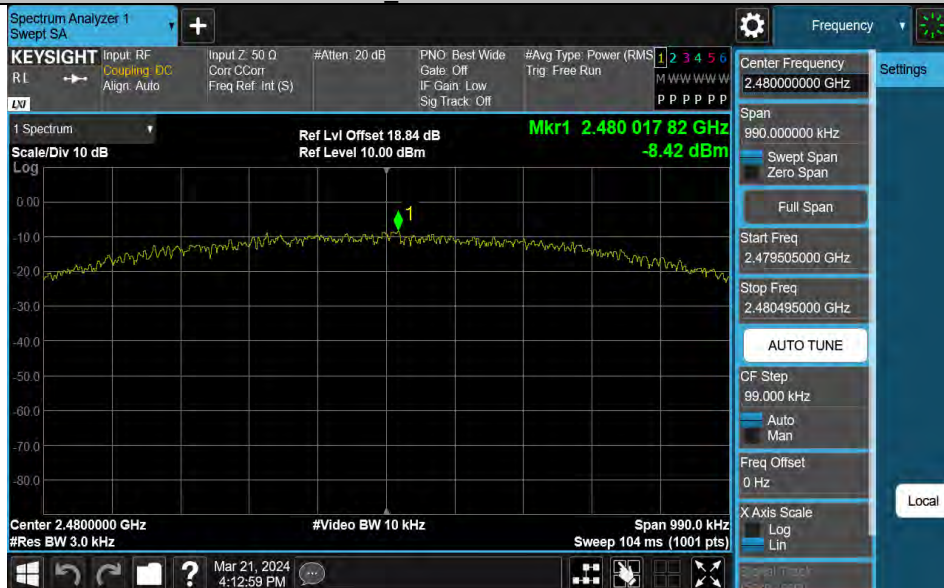 Spectrum Analyzer 1
Swept SA
+
Frequency
KEYSIGHT
RL
LXI
Input: RF
Coupling: DC
Align: Auto
Input Z: 50 Ω
Corr CCorr
Freq Ref: Int (S)
#Atten: 20 dB
PNO: Best Wide
Gate: Off
IF Gain: Low
Sig Track: Off
#Avg Type: Power (RMS
Trig: Free Run
1 2 3 4 5 6
M W W W W W
P P P P P P
1 Spectrum
Scale/Div 10 dB
Log
Ref Lvl Offset 18.84 dB
Ref Level 10.00 dBm
Mkr1 2.480 017 82 GHz
-8.42 dBm
1
0.00
-10.0
-20.0
-30.0
-40.0
-50.0
-60.0
-70.0
-80.0
Center 2.4800000 GHz
#Res BW 3.0 kHz
#Video BW 10 kHz
Span 990.0 kHz
Sweep 104 ms (1001 pts)
Mar 21, 2024
4:12:59 PM
?
Center Frequency
2.480000000 GHz
Span
990.000000 kHz
Swept Span
Zero Span
Full Span
Start Freq
2.479505000 GHz
Stop Freq
2.480495000 GHz
AUTO TUNE
CF Step
99.000 kHz
Auto
Man
Freq Offset
0 Hz
X Axis Scale
Log
Lin
Signal Track
Settings
Local